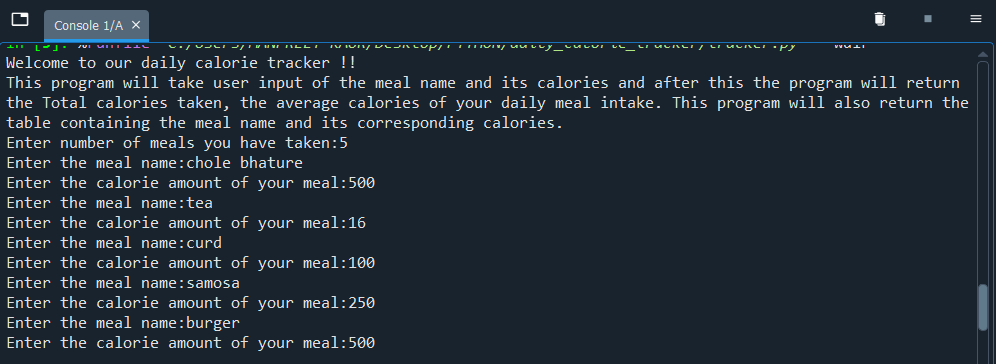 Console 1/A
Welcome to our daily calorie tracker !!
This program will take user input of the meal name and its calories and after this the program will return
the Total calories taken, the average calories of your daily meal intake. This program will also return the
table containing the meal name and its corresponding calories.
Enter number of meals you have taken:5
Enter the meal name:chole bhature
Enter the calorie amount of your meal:500
Enter the meal name:tea
Enter the calorie amount of your meal:16
Enter the meal name:curd
Enter the calorie amount of your meal:100
Enter the meal name:samosa
Enter the calorie amount of your meal:250
Enter the meal name:burger
Enter the calorie amount of your meal:500